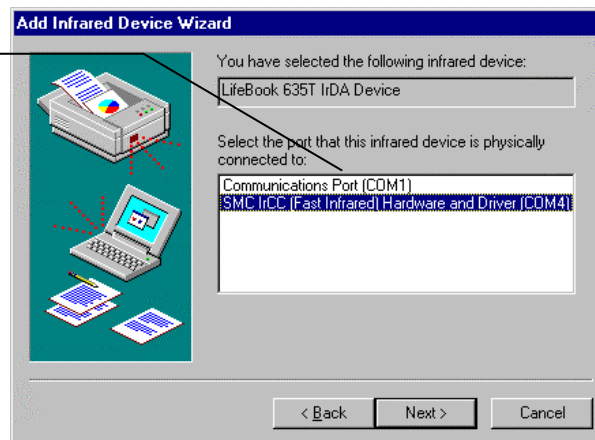 Add Infrared Device Wizard
You have selected the following infrared device:
LifeBook 635T IrDA Device
Select the port that this infrared device is physically
connected to:
Communications Port (COM1)
SMC IrCC (Fast Infrared) Hardware and Driver (COM4)
< Back
Next >
Cancel